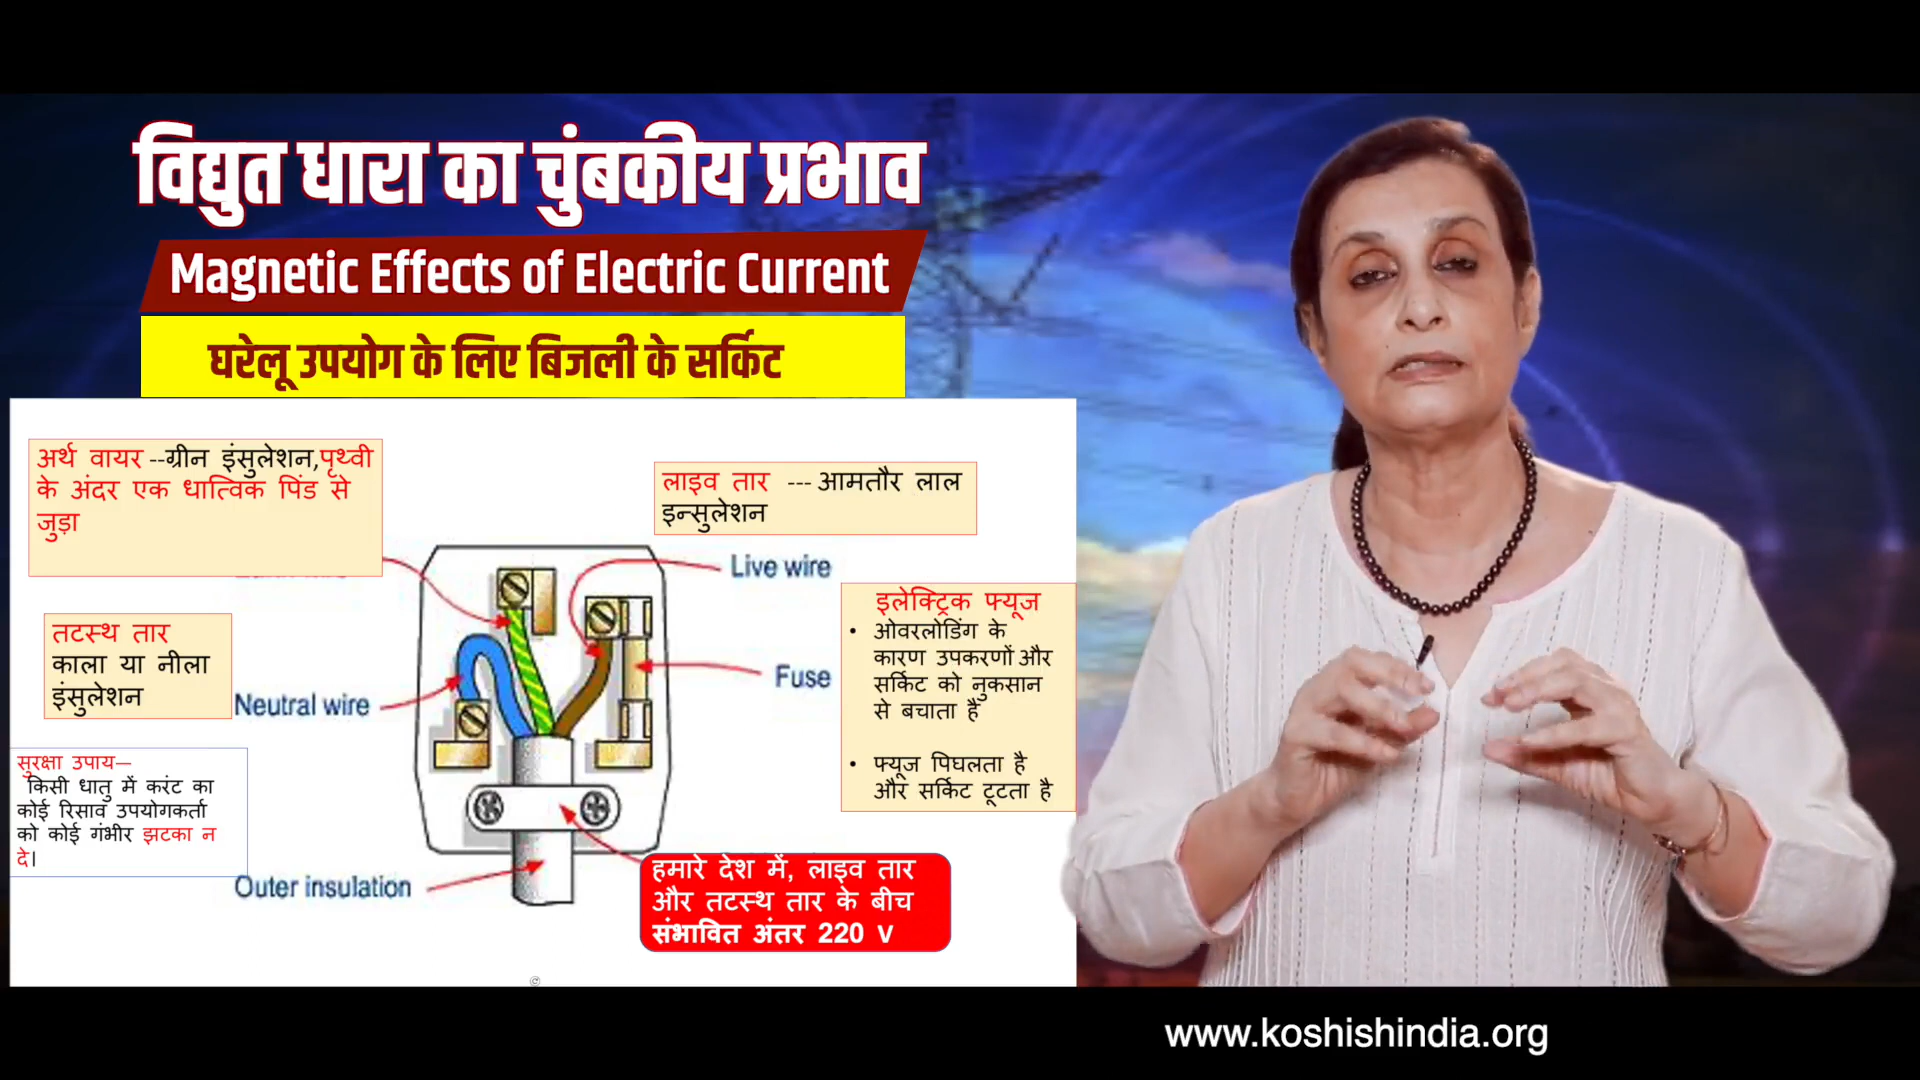 विद्युत धारा का चुंबकीय प्रभाव
Magnetic Effects of Electric Current
घरेलू उपयोग के लिए बिजली के सर्किट
अर्थ वायर --ग्रीन इंसुलेशन,पृथ्वी
के अंदर एक धात्विक पिंड से
जुड़ा
लाइव तार --- आमतौर लाल
इन्सुलेशन
Live wire
इलेक्ट्रिक फ्यूज
• ओवरलोडिंग के
कारण उपकरणों और
सर्किट को नुकसान
से बचाता है
• फ्यूज पिघलता है
और सर्किट टूटता है
Fuse
तटस्थ तार
काला या नीला
इंसुलेशन
Neutral wire
सुरक्षा उपाय—
किसी धातु में करंट का
कोई रिसाव उपयोगकर्ता
को कोई गंभीर झटका न
दे।
Outer insulation
हमारे देश में, लाइव तार
और तटस्थ तार के बीच
संभावित अंतर 220 v
www.koshishindia.org